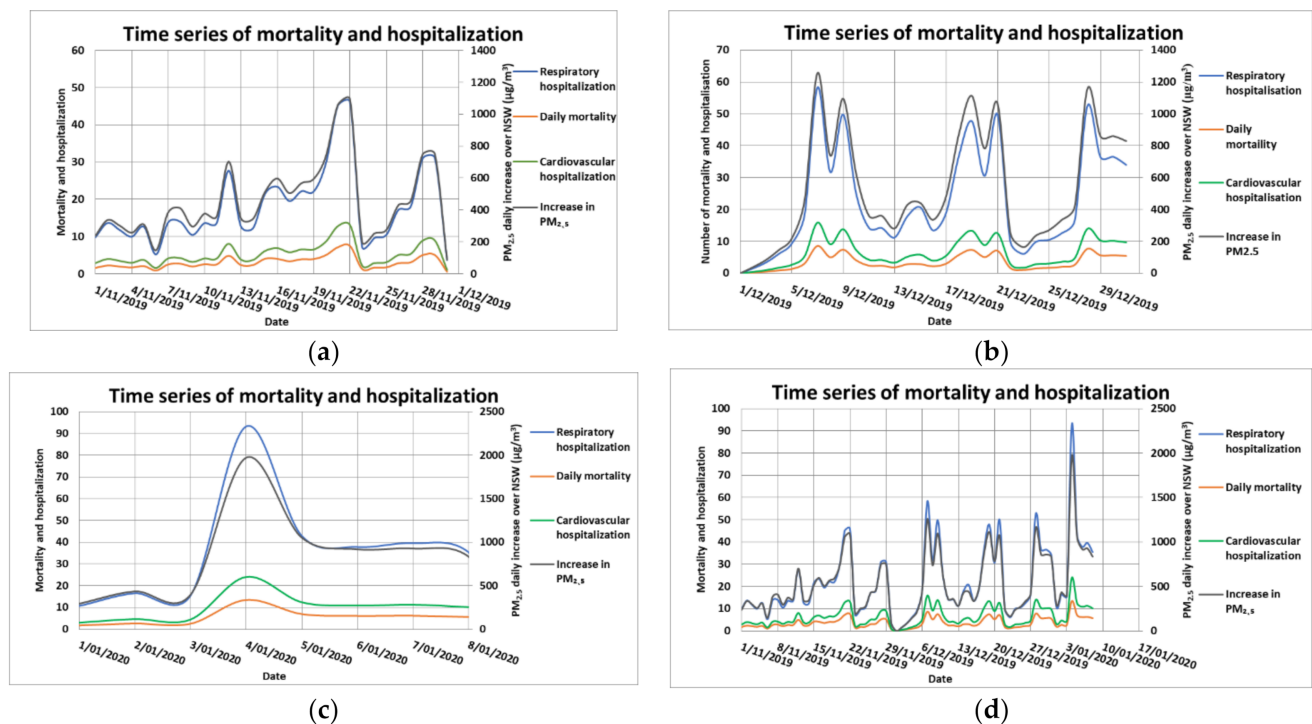 (a)
Time series of mortality and hospitalization
60
50
40
30
20
10
0
Mortality and hospitalization
1400
1200
1000
800
600
400
200
0
PM₂.₅ daily increase over NSW (µg/m³)
Respiratory
hospitalization
Daily mortality
Cardiovascular
hospitalization
Increase in
PM₂.₅
1/11/2019
4/11/2019
7/11/2019
10/11/2019
13/11/2019
16/11/2019
19/11/2019
22/11/2019
25/11/2019
28/11/2019
1/12/2019
Date
(b)
Time series of mortality and hospitalization
70
60
50
40
30
20
10
0
Number of mortality and hospitalisation
1400
1200
1000
800
600
400
200
0
PM₂.₅ daily increase over NSW (µg/m³)
Respiratory
hospitalisation
Daily
mortaility
Cardiovascular
hospitalisation
Increase in
PM2.5
1/12/2019
5/12/2019
9/12/2019
13/12/2019
17/12/2019
21/12/2019
25/12/2019
29/12/2019
Date
(c)
Time series of mortality and hospitalization
100
90
80
70
60
50
40
30
20
10
0
Mortality and hospitalization
2500
2000
1500
1000
500
0
PM₂.₅ daily increase over NSW (µg/m³)
Respiratory
hospitalization
Daily mortality
Cardiovascular
hospitalization
Increase in
PM₂.₅
1/01/2020
2/01/2020
3/01/2020
4/01/2020
5/01/2020
6/01/2020
7/01/2020
8/01/2020
Date
(d)
Time series of mortality and hospitalization
100
90
80
70
60
50
40
30
20
10
0
Mortality and hospitalization
2500
2000
1500
1000
500
0
PM₂.₅ daily increase over NSW (µg/m³)
Respiratory
hospitalization
Daily mortality
Cardiovascular
hospitalization
Increase in
PM₂.₅
1/11/2019
8/11/2019
15/11/2019
22/11/2019
29/11/2019
6/12/2019
13/12/2019
20/12/2019
27/12/2019
3/01/2020
10/01/2020
17/01/2020
Date